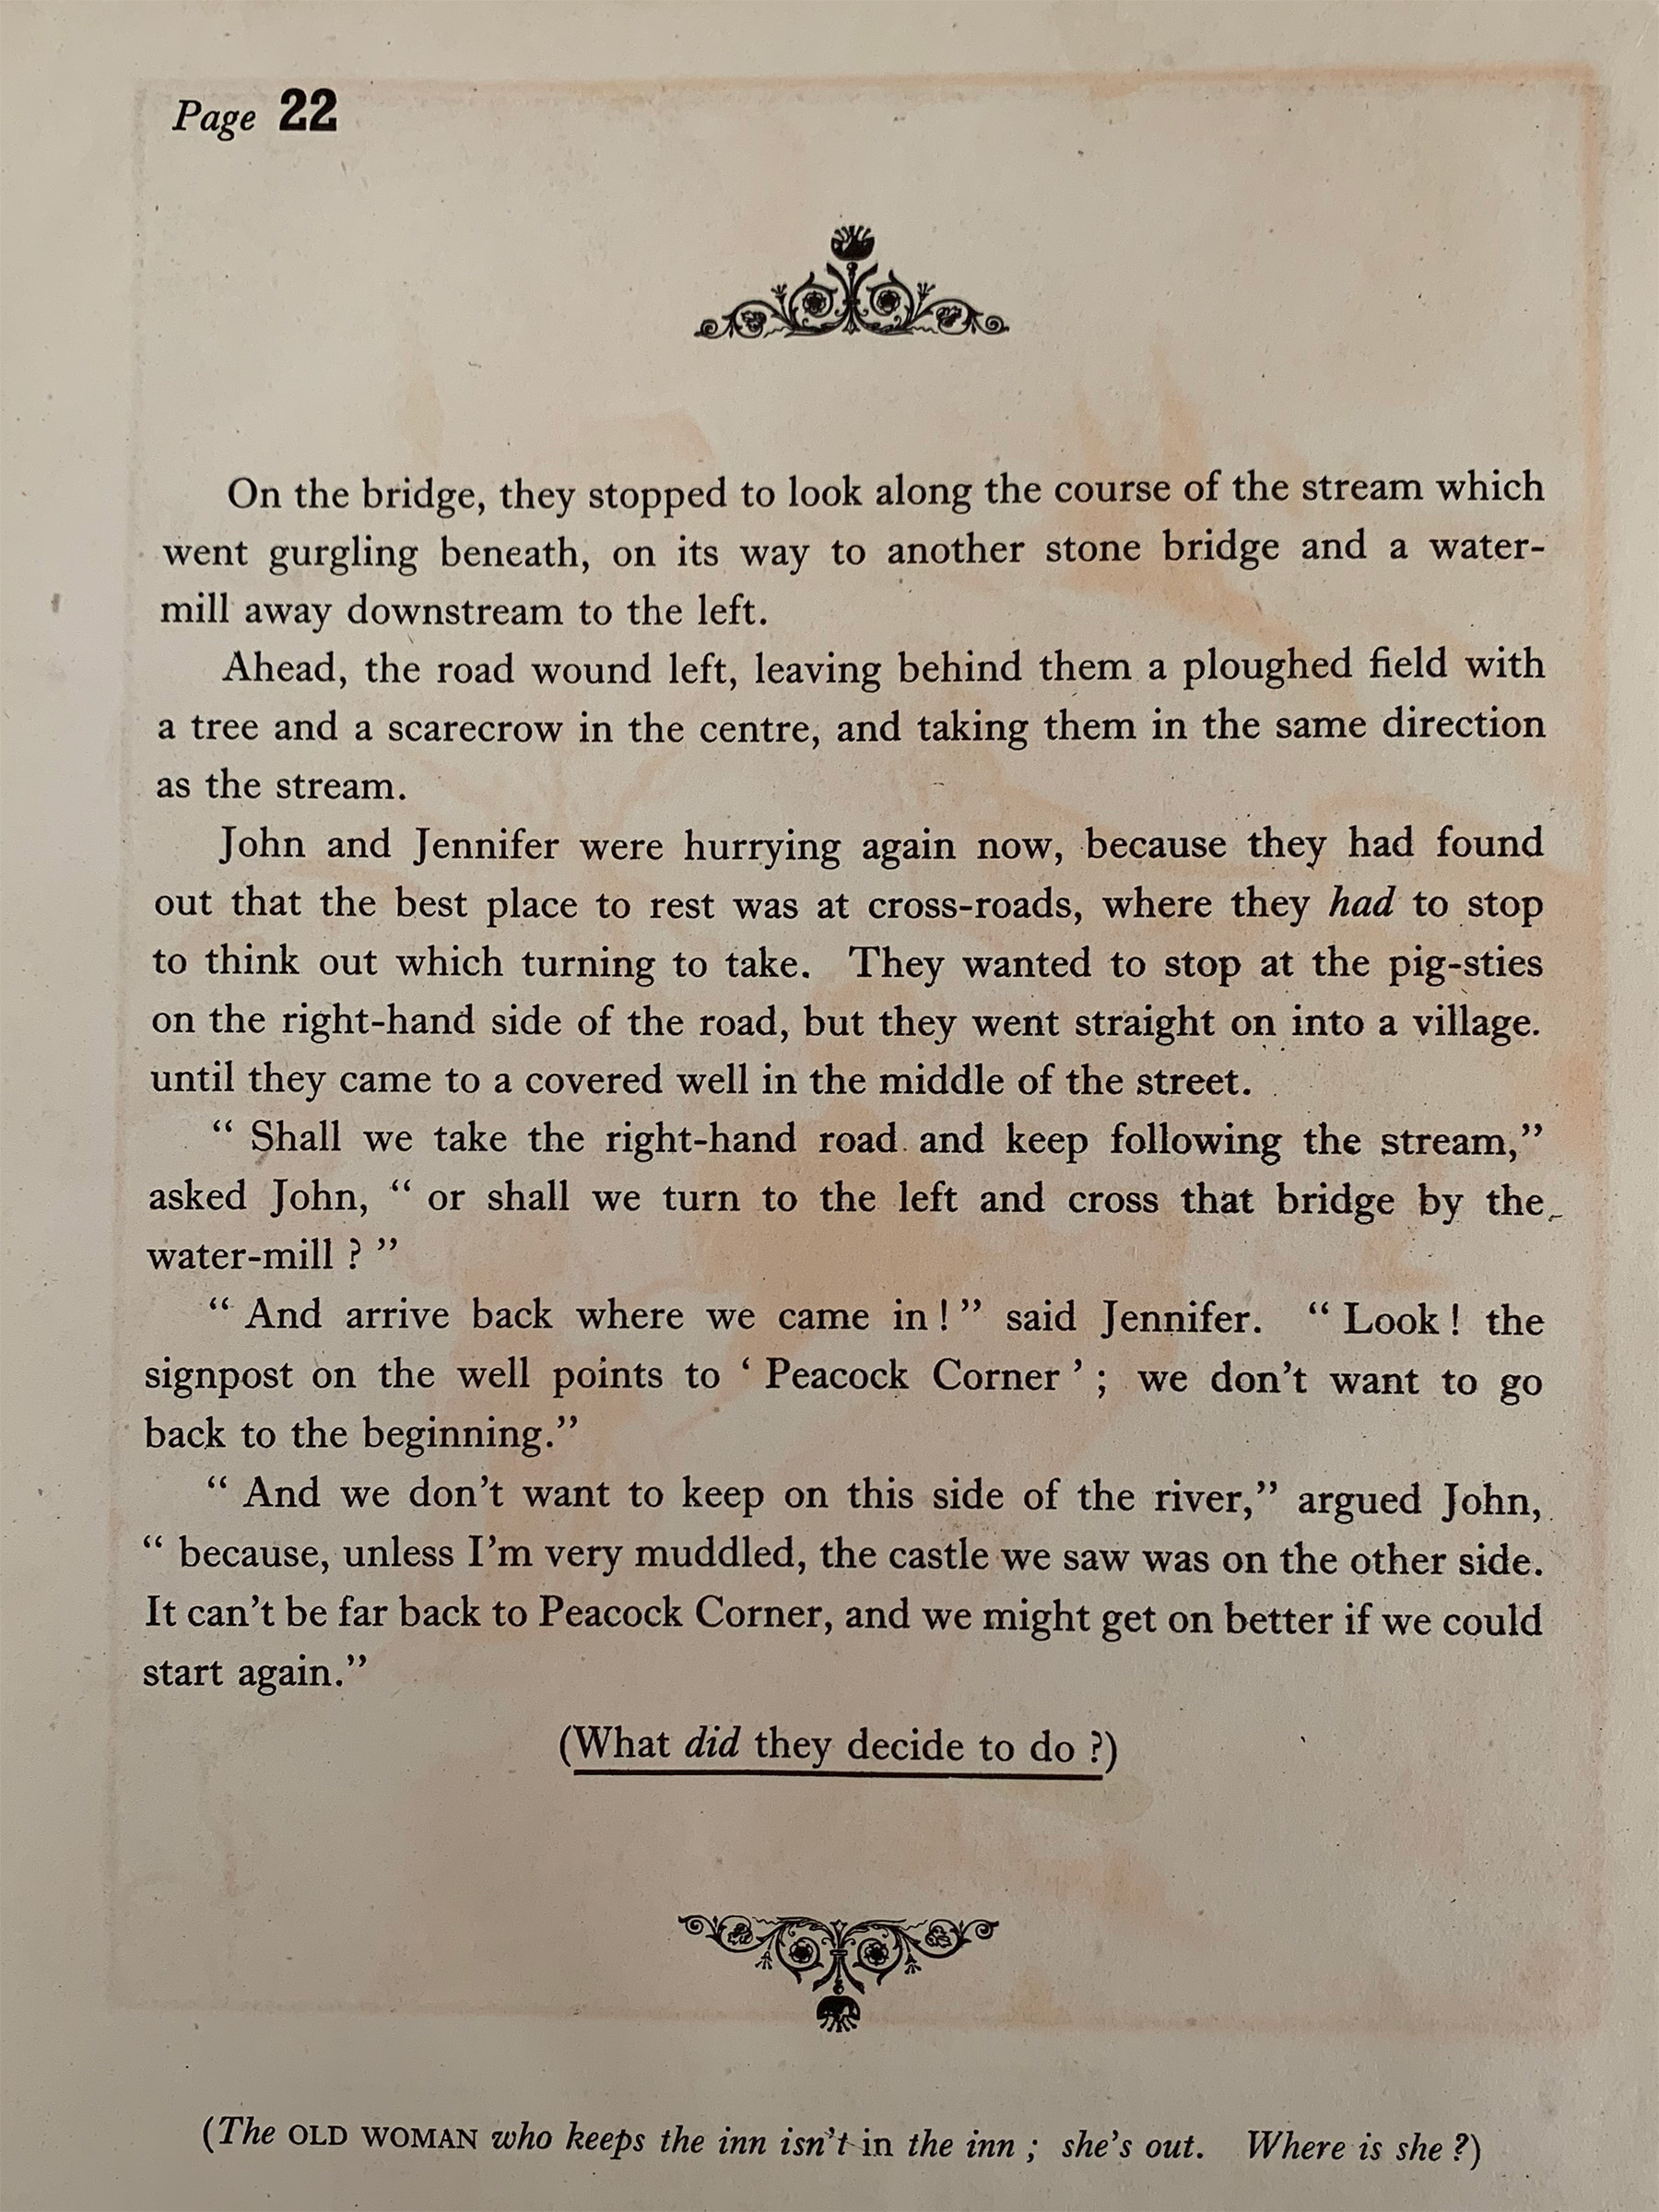 Page 22
On the bridge, they stopped to look along the course of the stream which
went gurgling beneath, on its way to another stone bridge and a water-
mill away downstream to the left.
Ahead, the road wound left, leaving behind them a ploughed field with
a tree and a scarecrow in the centre, and taking them in the same direction
as the stream.
John and Jennifer were hurrying again now, because they had found
out that the best place to rest was at cross-roads, where they had to stop
to think out which turning to take. They wanted to stop at the pig-sties
on the right-hand side of the road, but they went straight on into a village.
until they came to a covered well in the middle of the street.
“ Shall we take the right-hand road and keep following the stream,”
asked John, “ or shall we turn to the left and cross that bridge by the
water-mill ? ”
“ And arrive back where we came in ! ” said Jennifer. “ Look ! the
signpost on the well points to ‘ Peacock Corner ’ ; we don’t want to go
back to the beginning.”
“ And we don’t want to keep on this side of the river,” argued John,
“ because, unless I’m very muddled, the castle we saw was on the other side.
It can’t be far back to Peacock Corner, and we might get on better if we could
start again.”
(What did they decide to do ?)
(The OLD WOMAN who keeps the inn isn’t in the inn ; she’s out. Where is she ?)